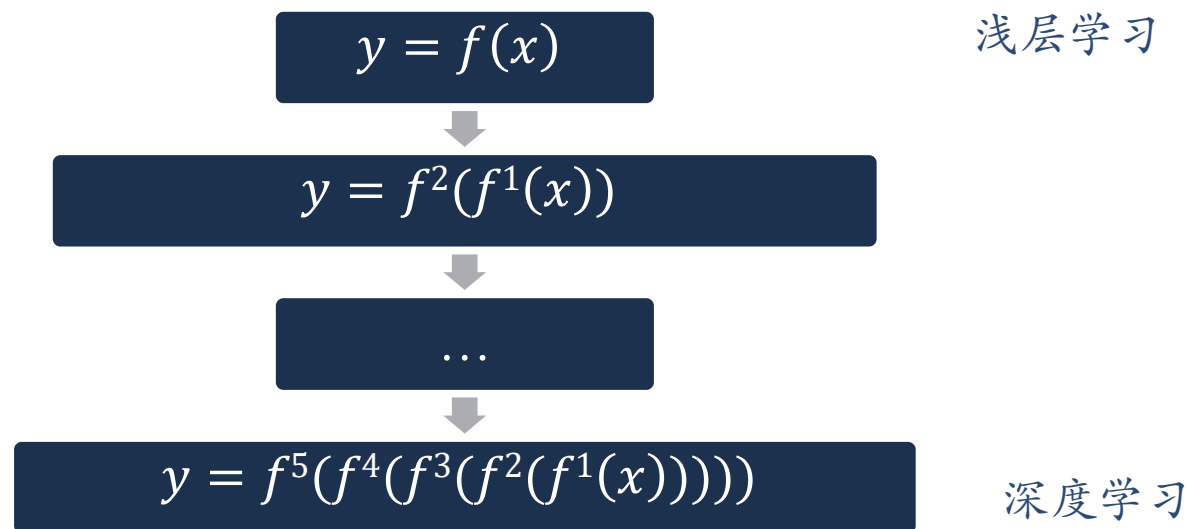 y = f(x)
浅层学习
y = f²(f¹(x))
...
y = f⁵(f⁴(f³(f²(f¹(x)))))
深度学习